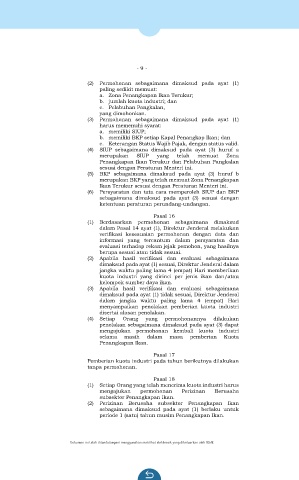 - 9 -
(2) Permohonan sebagaimana dimaksud pada ayat (1)
paling sedikit memuat:
a. Zona Penangkapan Ikan Terukur;
b. jumlah kuota industri; dan
c. Pelabuhan Pangkalan,
yang dimohonkan.
(3) Permohonan sebagaimana dimaksud pada ayat (1)
harus memenuhi syarat:
a. memiliki SIUP;
b. memiliki BKP setiap Kapal Penangkap Ikan; dan
c. Keterangan Status Wajib Pajak, dengan status valid.
(4) SIUP sebagaimana dimaksud pada ayat (3) huruf a
merupakan SIUP yang telah memuat Zona
Penangkapan Ikan Terukur dan Pelabuhan Pangkalan
sesuai dengan Peraturan Menteri ini.
(5) BKP sebagaimana dimaksud pada ayat (3) huruf b
merupakan BKP yang telah memuat Zona Penangkapan
Ikan Terukur sesuai dengan Peraturan Menteri ini.
(6) Persyaratan dan tata cara memperoleh SIUP dan BKP
sebagaimana dimaksud pada ayat (3) sesuai dengan
ketentuan peraturan perundang-undangan.
Pasal 16
(1) Berdasarkan permohonan sebagaimana dimaksud
dalam Pasal 14 ayat (1), Direktur Jenderal melakukan
verifikasi kesesuaian permohonan dengan data dan
informasi yang tercantum dalam persyaratan dan
evaluasi terhadap rekam jejak pemohon, yang hasilnya
berupa sesuai atau tidak sesuai.
(2) Apabila hasil verifikasi dan evaluasi sebagaimana
dimaksud pada ayat (1) sesuai, Direktur Jenderal dalam
jangka waktu paling lama 4 (empat) Hari memberikan
kuota industri yang dirinci per jenis ikan dan/atau
kelompok sumber daya ikan.
(3) Apabila hasil verifikasi dan evaluasi sebagaimana
dimaksud pada ayat (1) tidak sesuai, Direktur Jenderal
dalam jangka waktu paling lama 4 (empat) Hari
menyampaikan penolakan pemberian kuota industri
disertai alasan penolakan.
(4) Setiap Orang yang permohonannya dilakukan
penolakan sebagaimana dimaksud pada ayat (3) dapat
mengajukan permohonan kembali kuota industri
selama masih dalam masa pemberian Kuota
Penangkapan Ikan.
Pasal 17
Pemberian kuota industri pada tahun berikutnya dilakukan
tanpa permohonan.
Pasal 18
(1) Setiap Orang yang telah menerima kuota industri harus
mengajukan permohonan Perizinan Berusaha
subsektor Penangkapan Ikan.
(2) Perizinan Berusaha subsektor Penangkapan Ikan
sebagaimana dimaksud pada ayat (1) berlaku untuk
periode 1 (satu) tahun musim Penangkapan Ikan.